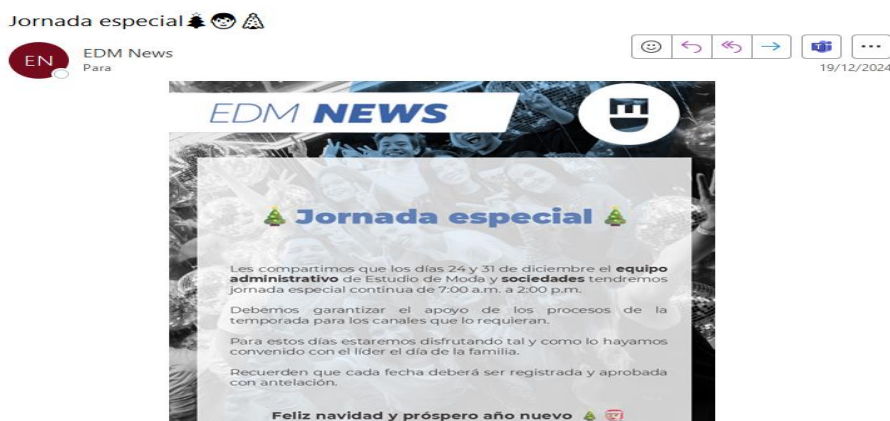 Jornada especial🌲🧒🎄
EN
EDM News
Para
19/12/2024
EDM NEWS
🎄 Jornada especial 🎄
Les compartimos que los días 24 y 31 de diciembre el equipo
administrativo de Estudio de Moda y sociedades tendremos
jornada especial continua de 7:00 a.m. a 2:00 p.m.
Debemos garantizar el apoyo de los procesos de la
temporada para los canales que lo requieran.
Para estos días estaremos disfrutando tal y como lo hayamos
convenido con el líder el día de la familia.
Recuerden que cada fecha deberá ser registrada y aprobada
con antelación.
Feliz navidad y próspero año nuevo 🎄